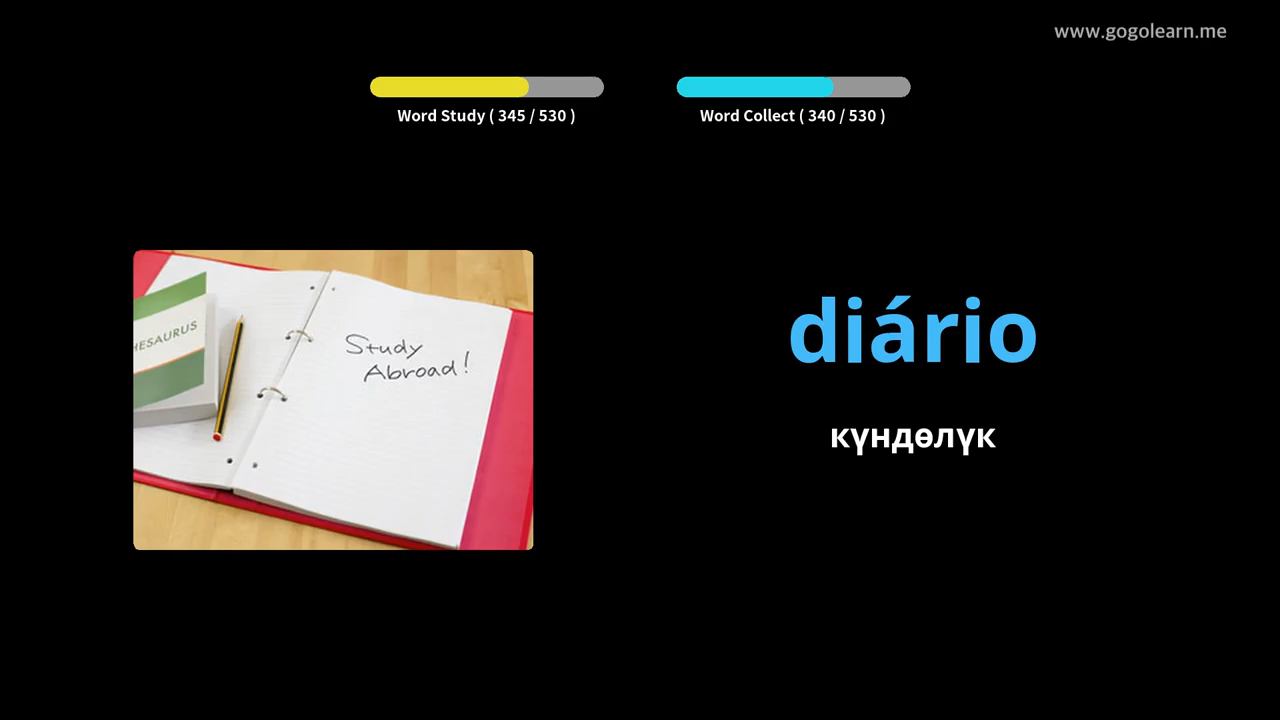 www.gogolearn.me
Word Study ( 345 / 530 )
Word Collect ( 340 / 530 )
HESAURUS
Study
Abroad!
diário
күндөлүк